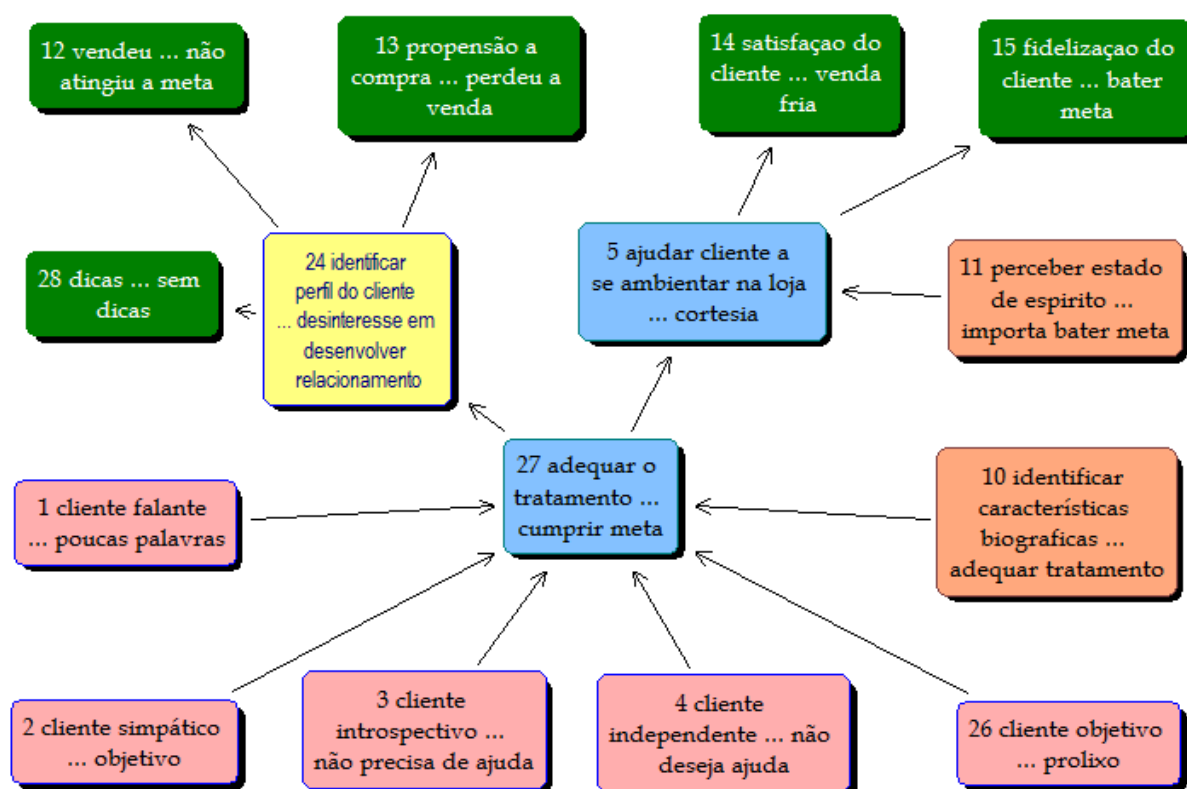 12 vendeu ... não
atingiu a meta
13 propensão a
compra ... perdeu a
venda
14 satisfaçao do
cliente ... venda
fria
15 fidelizaçao do
cliente ... bater
meta
28 dicas ... sem
dicas
24 identificar
perfil do cliente
... desinteresse em
desenvolver
relacionamento
5 ajudar cliente a
se ambientar na loja
... cortesia
11 perceber estado
de espirito ...
importa bater meta
27 adequar o
tratamento ...
cumprir meta
1 cliente falante
... poucas palavras
10 identificar
características
biograficas ...
adequar tratamento
2 cliente simpático
... objetivo
3 cliente
introspectivo ...
não precisa de ajuda
4 cliente
independente ... não
deseja ajuda
26 cliente objetivo
... prolixo